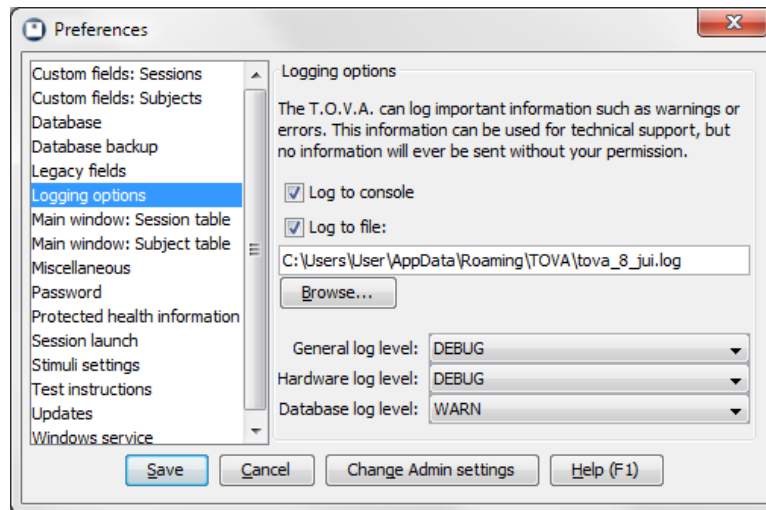 Preferences
Custom fields: Sessions
Custom fields: Subjects
Database
Database backup
Legacy fields
Logging options
Main window: Session table
Main window: Subject table
Miscellaneous
Password
Protected health information
Session launch
Stimuli settings
Test instructions
Updates
Windows service
Logging options
The T.O.V.A. can log important information such as warnings or
errors. This information can be used for technical support, but
no information will ever be sent without your permission.
Log to console
Log to file:
C:\Users\User\AppData\Roaming\TOVA\tova_8_jui.log
Browse...
General log level: DEBUG
Hardware log level: DEBUG
Database log level: WARN
Save Cancel Change Admin settings Help (F1)